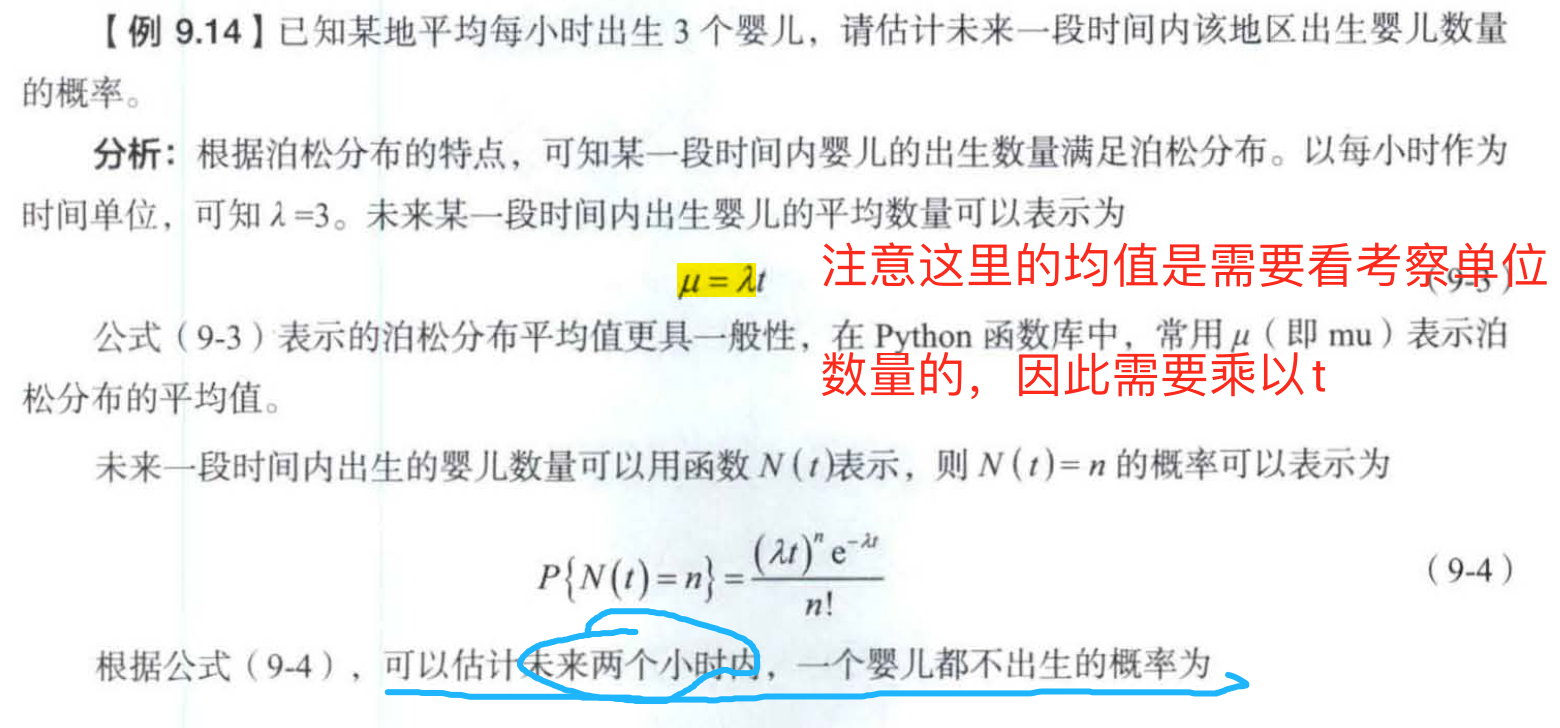 【例 9.14】已知某地平均每小时出生 3 个婴儿，请估计未来一段时间内该地区出生婴儿数量
的概率。
分析：根据泊松分布的特点，可知某一段时间内婴儿的出生数量满足泊松分布。以每小时作为
时间单位，可知 λ=3。未来某一段时间内出生婴儿的平均数量可以表示为
μ = λt （9-3）
注意这里的均值是需要看考察单位
公式（9-3）表示的泊松分布平均值更具一般性，在 Python 函数库中，常用 μ（即 mu）表示泊
数量的，因此需要乘以t
松分布的平均值。
未来一段时间内出生的婴儿数量可以用函数 N(t)表示，则 N(t)= n 的概率可以表示为
P{N(t)=n}=(λt)ⁿe^(-λt)/n! （9-4）
根据公式（9-4），可以估计未来两个小时内，一个婴儿都不出生的概率为